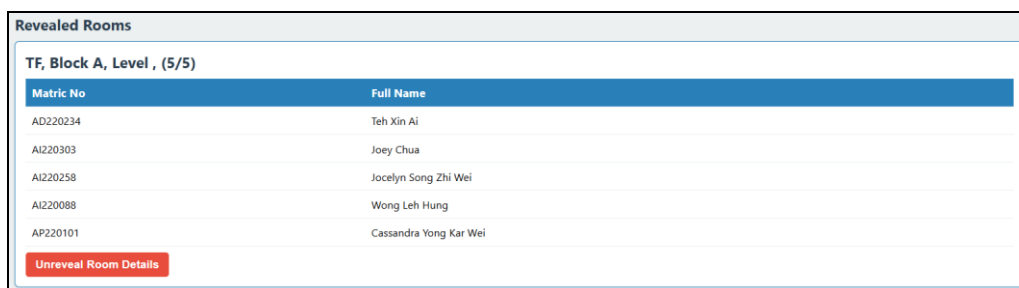 Revealed Rooms
TF, Block A, Level , (5/5)
Matric No Full Name
AD220234 Teh Xin Ai
AI220303 Joey Chua
AI220258 Jocelyn Song Zhi Wei
AI220088 Wong Leh Hung
AP220101 Cassandra Yong Kar Wei
Unreveal Room Details